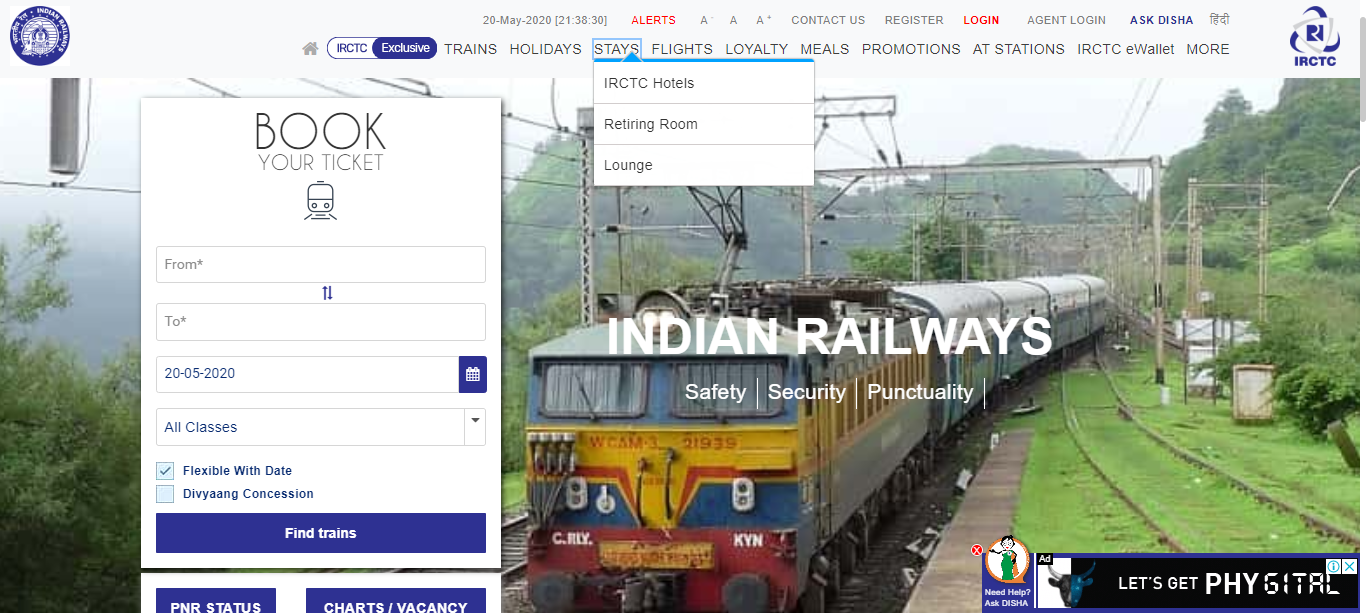 20-May-2020 [21:38:30] ALERTS A- A A+ CONTACT US REGISTER LOGIN AGENT LOGIN ASK DISHA हिंदी
INDIAN RAILWAYS
भारतीय रेल
IRCTC Exclusive TRAINS HOLIDAYS STAYS FLIGHTS LOYALTY MEALS PROMOTIONS AT STATIONS IRCTC eWallet MORE
IRCTC
IRCTC Hotels
Retiring Room
Lounge
BOOK
YOUR TICKET
From*
To*
20-05-2020
All Classes
Flexible With Date
Divyaang Concession
Find trains
PNR STATUS CHARTS / VACANCY
INDIAN RAILWAYS
Safety Security Punctuality
WCAM-3 21939
C.RLY. KYN
Need Help?
Ask DISHA
Ad
LET'S GET PHYGITAL